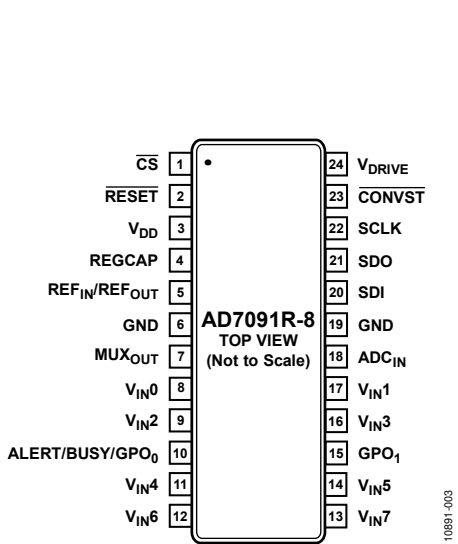 CS 1
RESET 2
VDD 3
REGCAP 4
REFIN/REFOUT 5
GND 6
MUXOUT 7
VIN0 8
VIN2 9
ALERT/BUSY/GPO0 10
VIN4 11
VIN6 12
AD7091R-8
TOP VIEW
(Not to Scale)
24 VDRIVE
23 CONVST
22 SCLK
21 SDO
20 SDI
19 GND
18 ADCIN
17 VIN1
16 VIN3
15 GPO1
14 VIN5
13 VIN7
10891-003